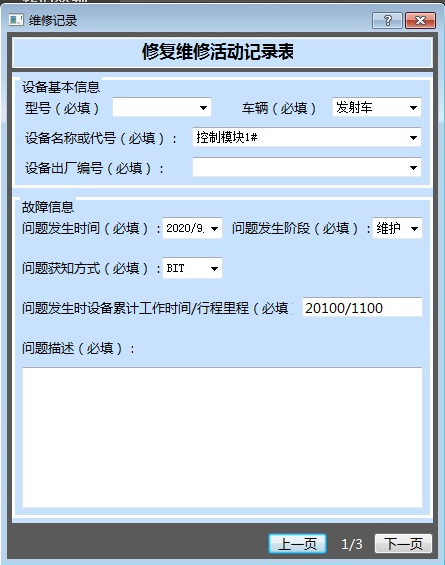 维修记录
修复维修活动记录表
设备基本信息
型号（必填） 车辆（必填） 发射车
设备名称或代号（必填）： 控制模块1#
设备出厂编号（必填）：
故障信息
问题发生时间（必填）： 2020/9. 问题发生阶段（必填）： 维护
问题获知方式（必填）： BIT
问题发生时设备累计工作时间/行程里程（必填 20100/1100
问题描述（必填）：
上一页 1/3 下一页